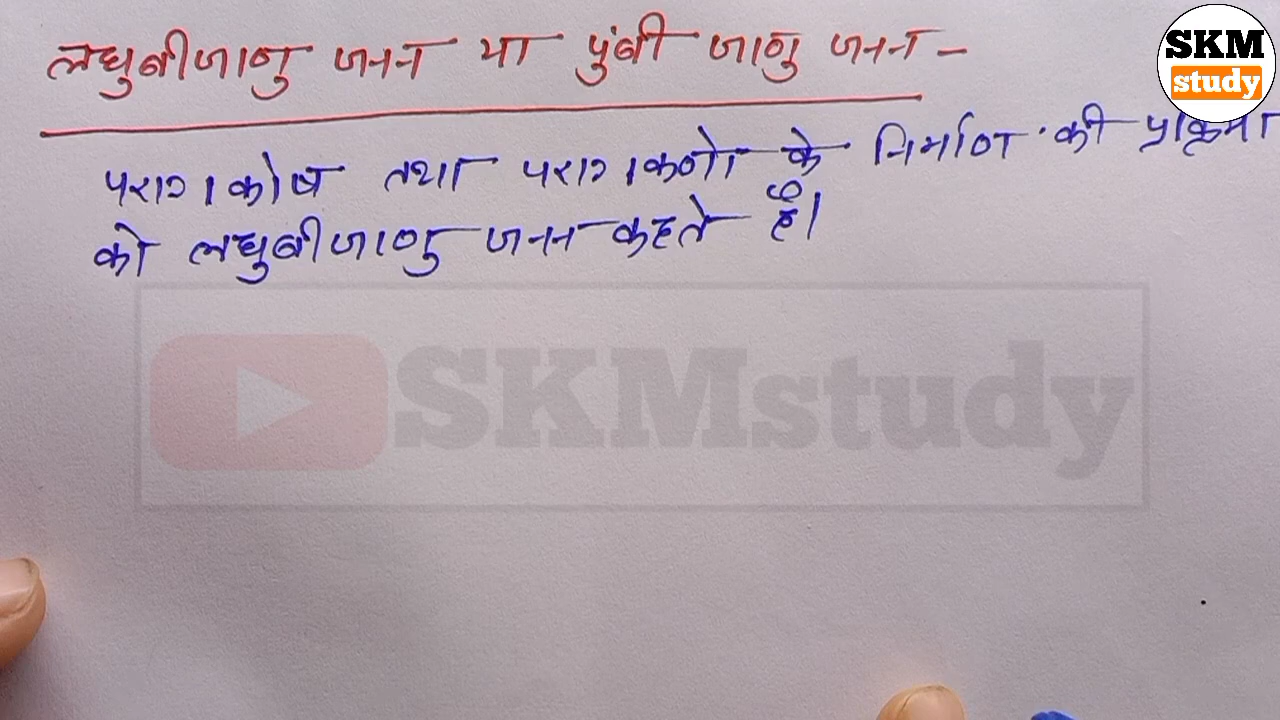 लघुबीजाणु जनन या पुंबीजाणु जनन -
SKM
study
परागकोष तथा परागकणो के निर्माण की प्रक्रिया
को लघुबीजाणु जनन कहते है।
SKMstudy